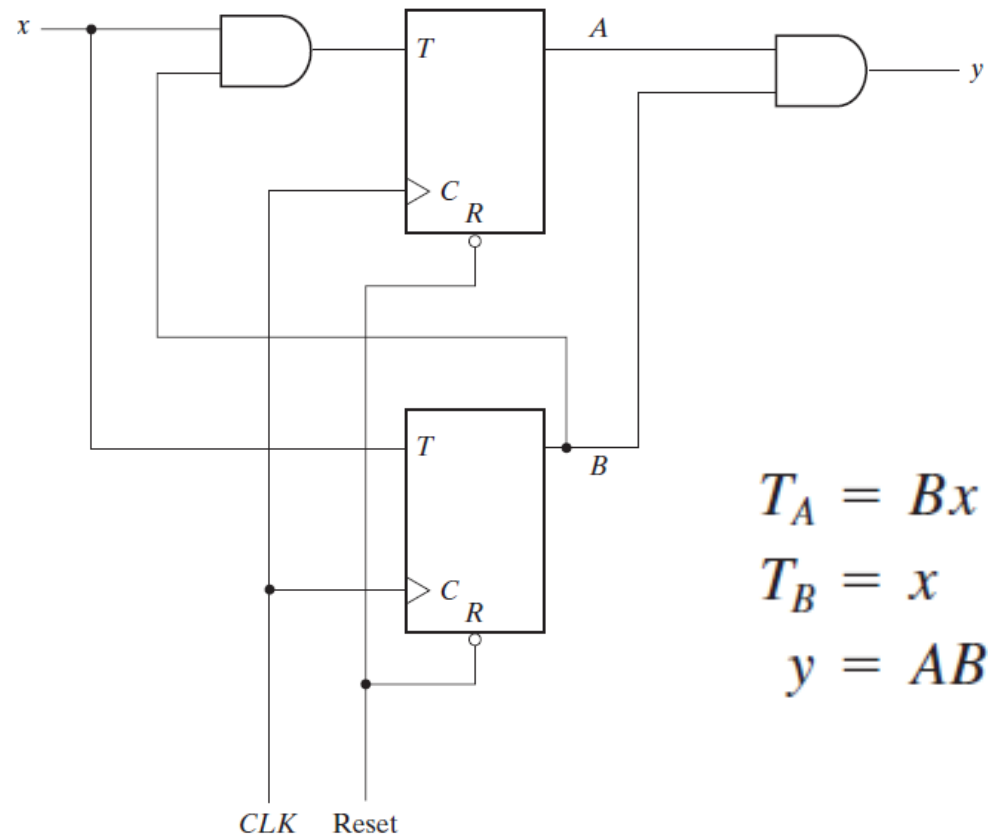 x
T
A
y
C
R
T
B
C
R
CLK Reset
T_A = Bx
T_B = x
y = AB